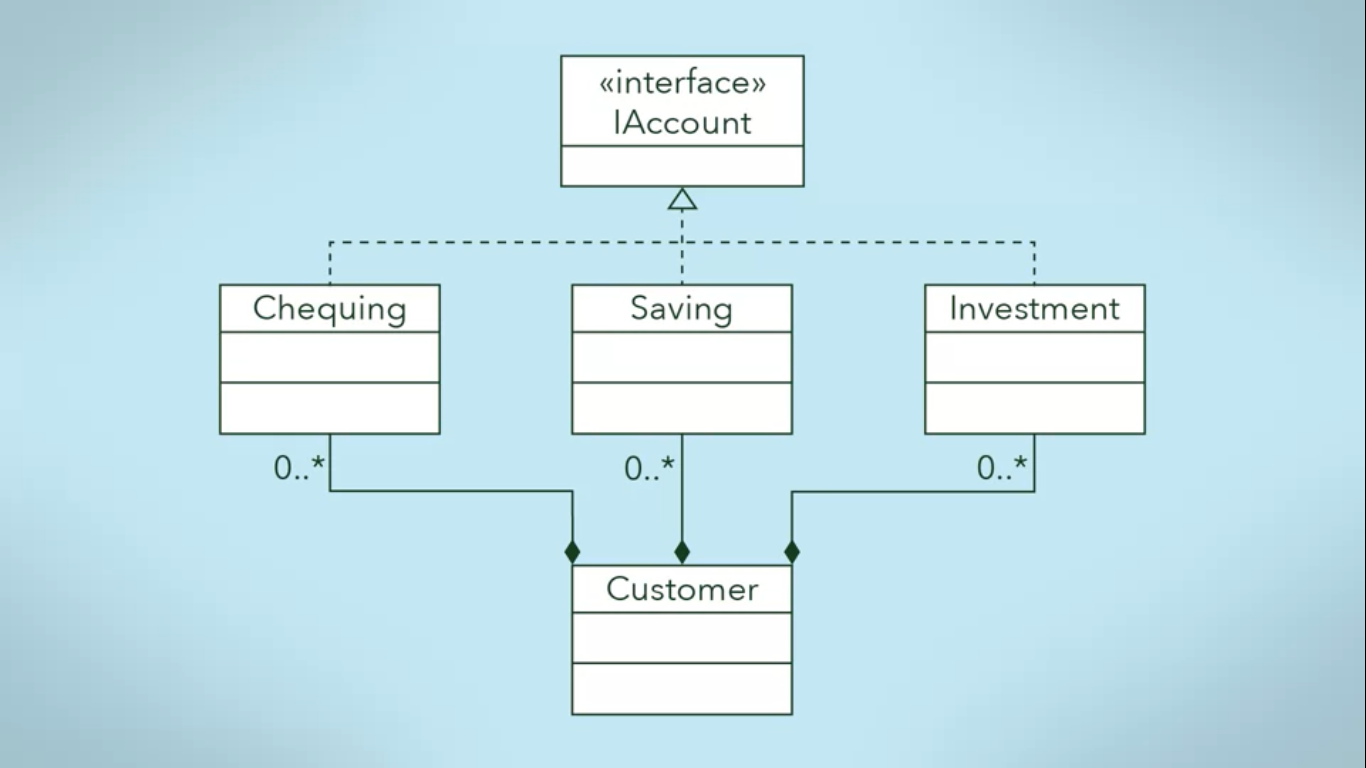 «interface»
IAccount
Chequing
Saving
Investment
0..*
0..*
0..*
Customer